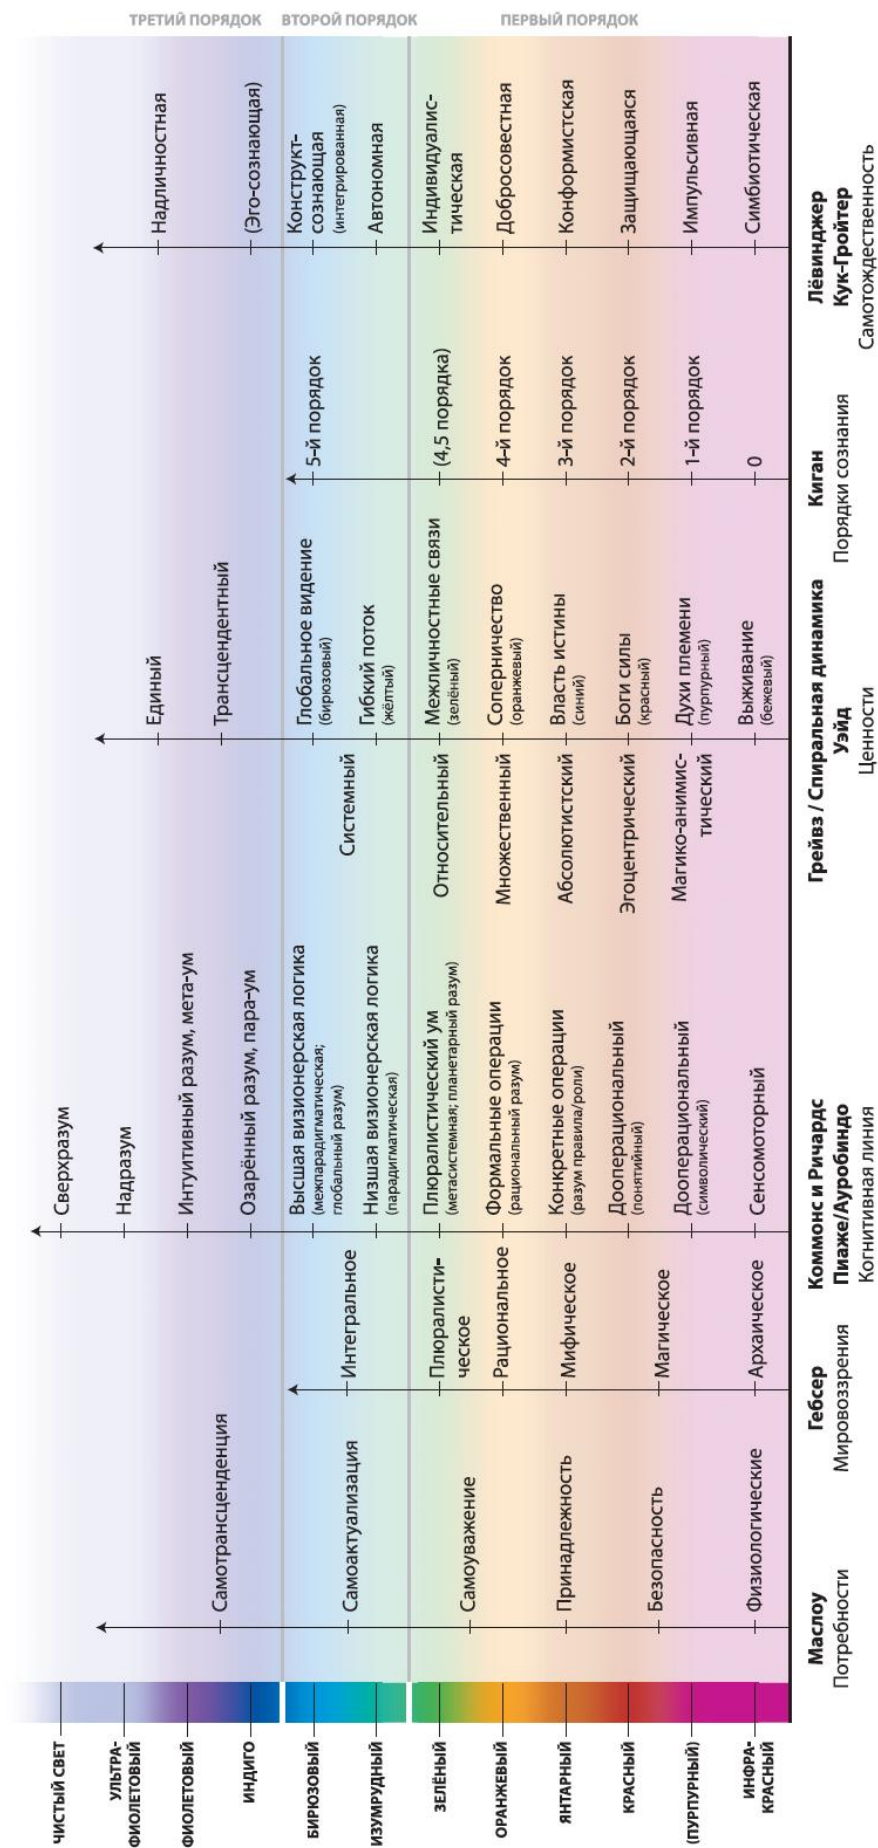 ТРЕТИЙ ПОРЯДОК
ВТОРОЙ ПОРЯДОК
ПЕРВЫЙ ПОРЯДОК
ЧИСТЫЙ СВЕТ
УЛЬТРА-
ФИОЛЕТОВЫЙ
ФИОЛЕТОВЫЙ
ИНДИГО
БИРЮЗОВЫЙ
ИЗУМРУДНЫЙ
ЗЕЛЁНЫЙ
ОРАНЖЕВЫЙ
ЯНТАРНЫЙ
КРАСНЫЙ
(ПУРПУРНЫЙ)
ИНФРА-
КРАСНЫЙ
Самотрансценденция
Самоактуализация
Самоуважение
Принадлежность
Безопасность
Физиологические
Маслоу
Потребности
Интегральное
Плюралисти-
ческое
Рациональное
Мифическое
Магическое
Архаическое
Гебсер
Мировоззрения
Сверхразум
Надразум
Интуитивный разум, мета-ум
Озарённый разум, пара-ум
Высшая визионерская логика
(межпарадигматическая;
глобальный разум)
Низшая визионерская логика
(парадигматическая)
Плюралистический ум
(метасистемная; планетарный разум)
Формальные операции
(рациональный разум)
Конкретные операции
(разум правила/роли)
Дооперациональный
(понятийный)
Дооперациональный
(символический)
Сенсомоторный
Коммонс и Ричардс
Пиаже/Ауробиндо
Когнитивная линия
Системный
Относительный
Множественный
Абсолютистский
Эгоцентрический
Магико-анимис-
тический
Единый
Трансцендентный
Глобальное видение
(бирюзовый)
Гибкий поток
(жёлтый)
Межличностные связи
(зелёный)
Соперничество
(оранжевый)
Власть истины
(синий)
Боги силы
(красный)
Духи племени
(пурпурный)
Выживание
(бежевый)
Грейвз / Спиральная динамика
Уэйд
Ценности
5-й порядок
(4,5 порядка)
4-й порядок
3-й порядок
2-й порядок
1-й порядок
0
Киган
Порядки сознания
Надличностная
(Эго-сознающая)
Конструкт-
сознающая
(интегрированная)
Автономная
Индивидуалис-
тическая
Добросовестная
Конформистская
Защищающаяся
Импульсивная
Симбиотическая
Лёвинджер
Кук-Гройтер
Самотождественность